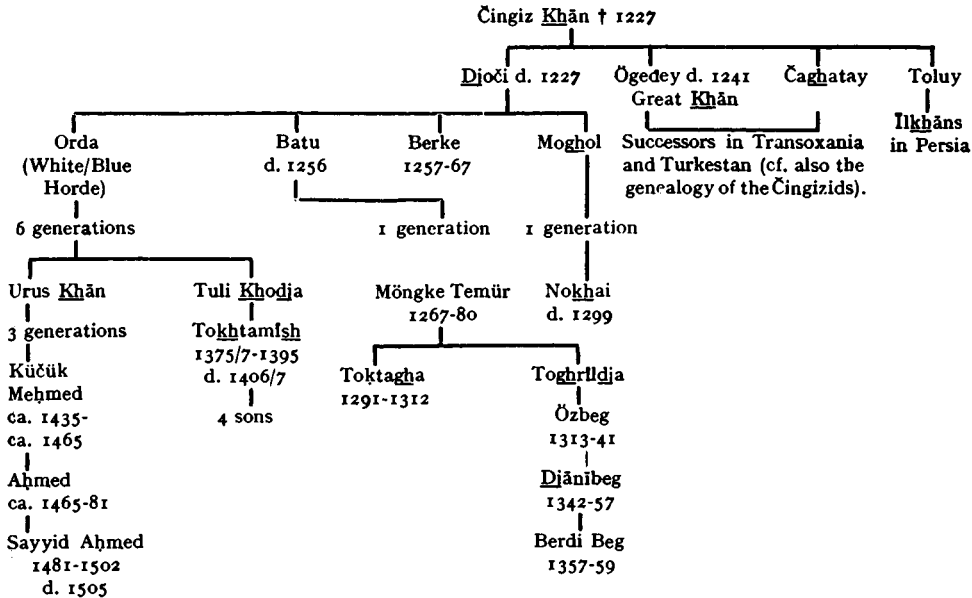 Čingiz Khān † 1227
Djoči d. 1227
Ögedey d. 1241
Great Khān
Čaghatay
Toluy
Ilkhāns
in Persia
Successors in Transoxania
and Turkestan (cf. also the
genealogy of the Čingizids).
Orda
(White/Blue
Horde)
Batu
d. 1256
Berke
1257-67
Moghol
6 generations
1 generation
1 generation
Urus Khān
3 generations
Küčük
Meḥmed
ca. 1435-
ca. 1465
Aḥmed
ca. 1465-81
Sayyid Aḥmed
1481-1502
d. 1505
Tuli Khodja
Tokhtamîsh
1375/7-1395
d. 1406/7
4 sons
Möngke Temür
1267-80
Nokhai
d. 1299
Toḳtagha
1291-1312
Toghrîldja
Özbeg
1313-41
Djānībeg
1342-57
Berdi Beg
1357-59